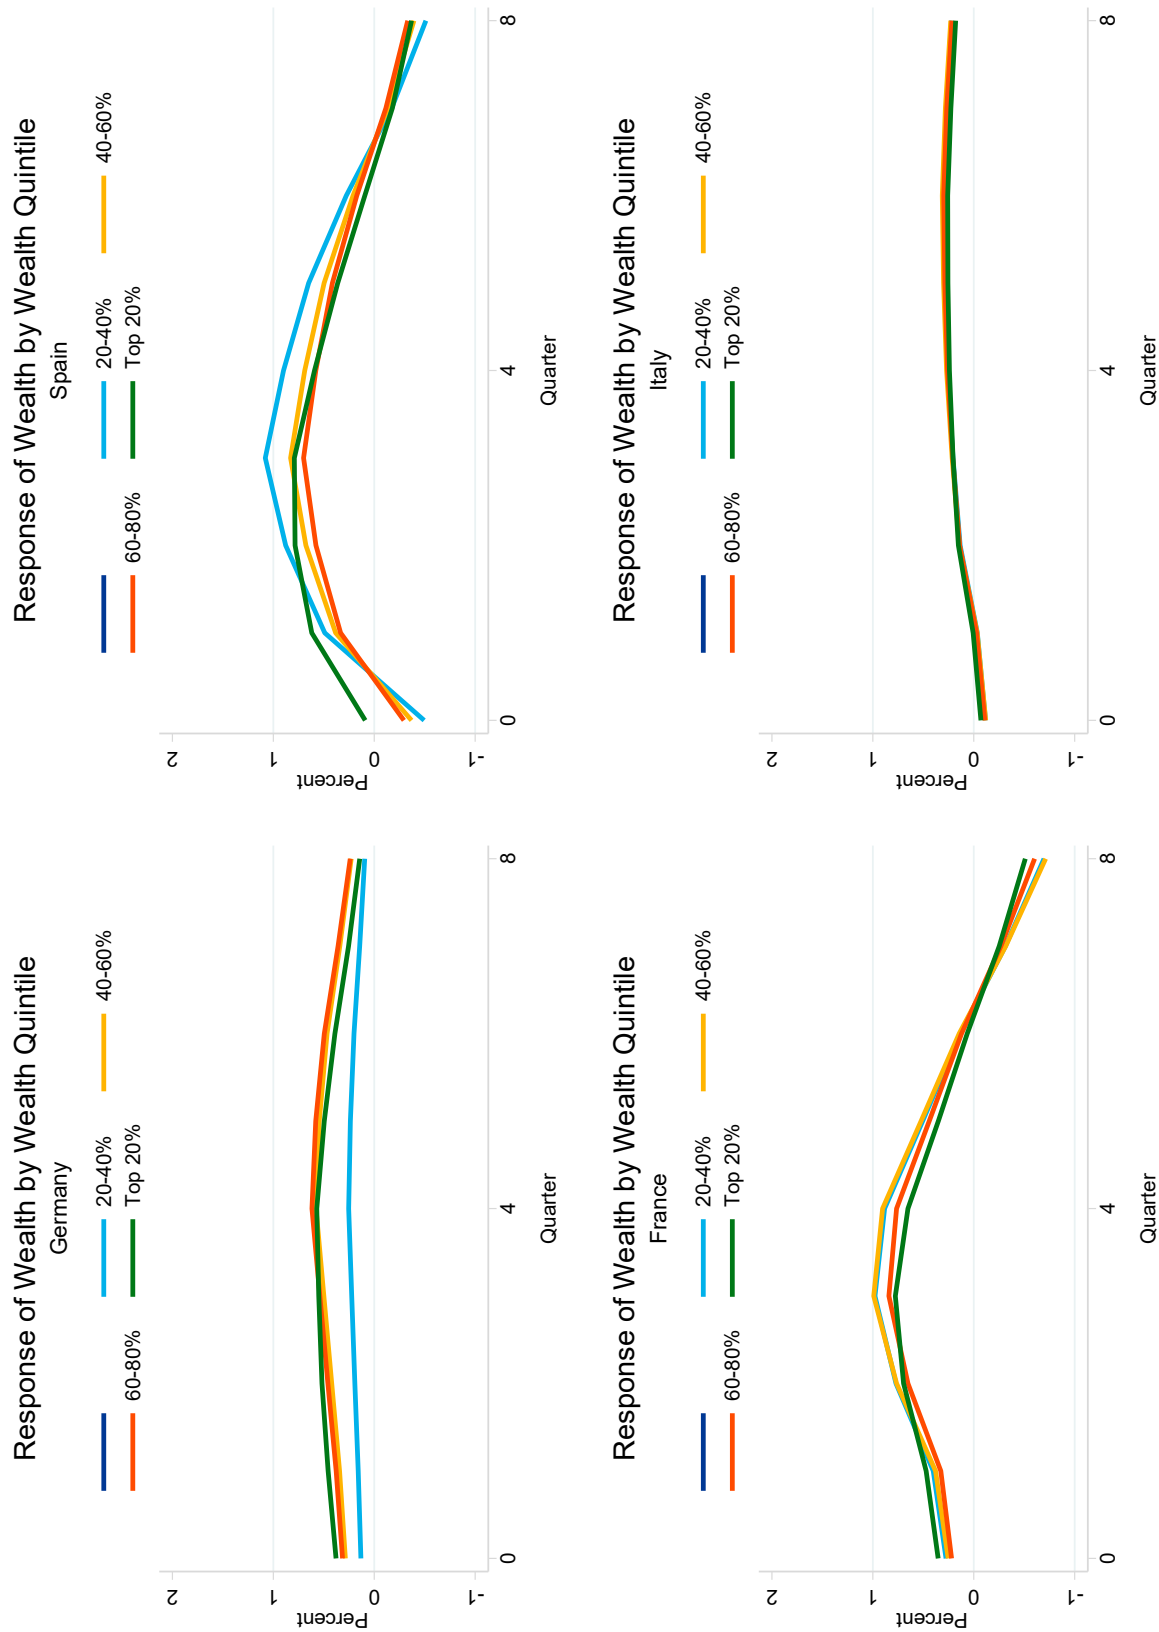 Response of Wealth by Wealth Quintile
Germany
20-40% 40-60%
60-80% Top 20%
2
1
0
-1
Percent
0 4 8
Quarter
Response of Wealth by Wealth Quintile
Spain
20-40% 40-60%
60-80% Top 20%
2
1
0
-1
Percent
0 4 8
Quarter
Response of Wealth by Wealth Quintile
France
20-40% 40-60%
60-80% Top 20%
2
1
0
-1
Percent
0 4 8
Quarter
Response of Wealth by Wealth Quintile
Italy
20-40% 40-60%
60-80% Top 20%
2
1
0
-1
Percent
0 4 8
Quarter